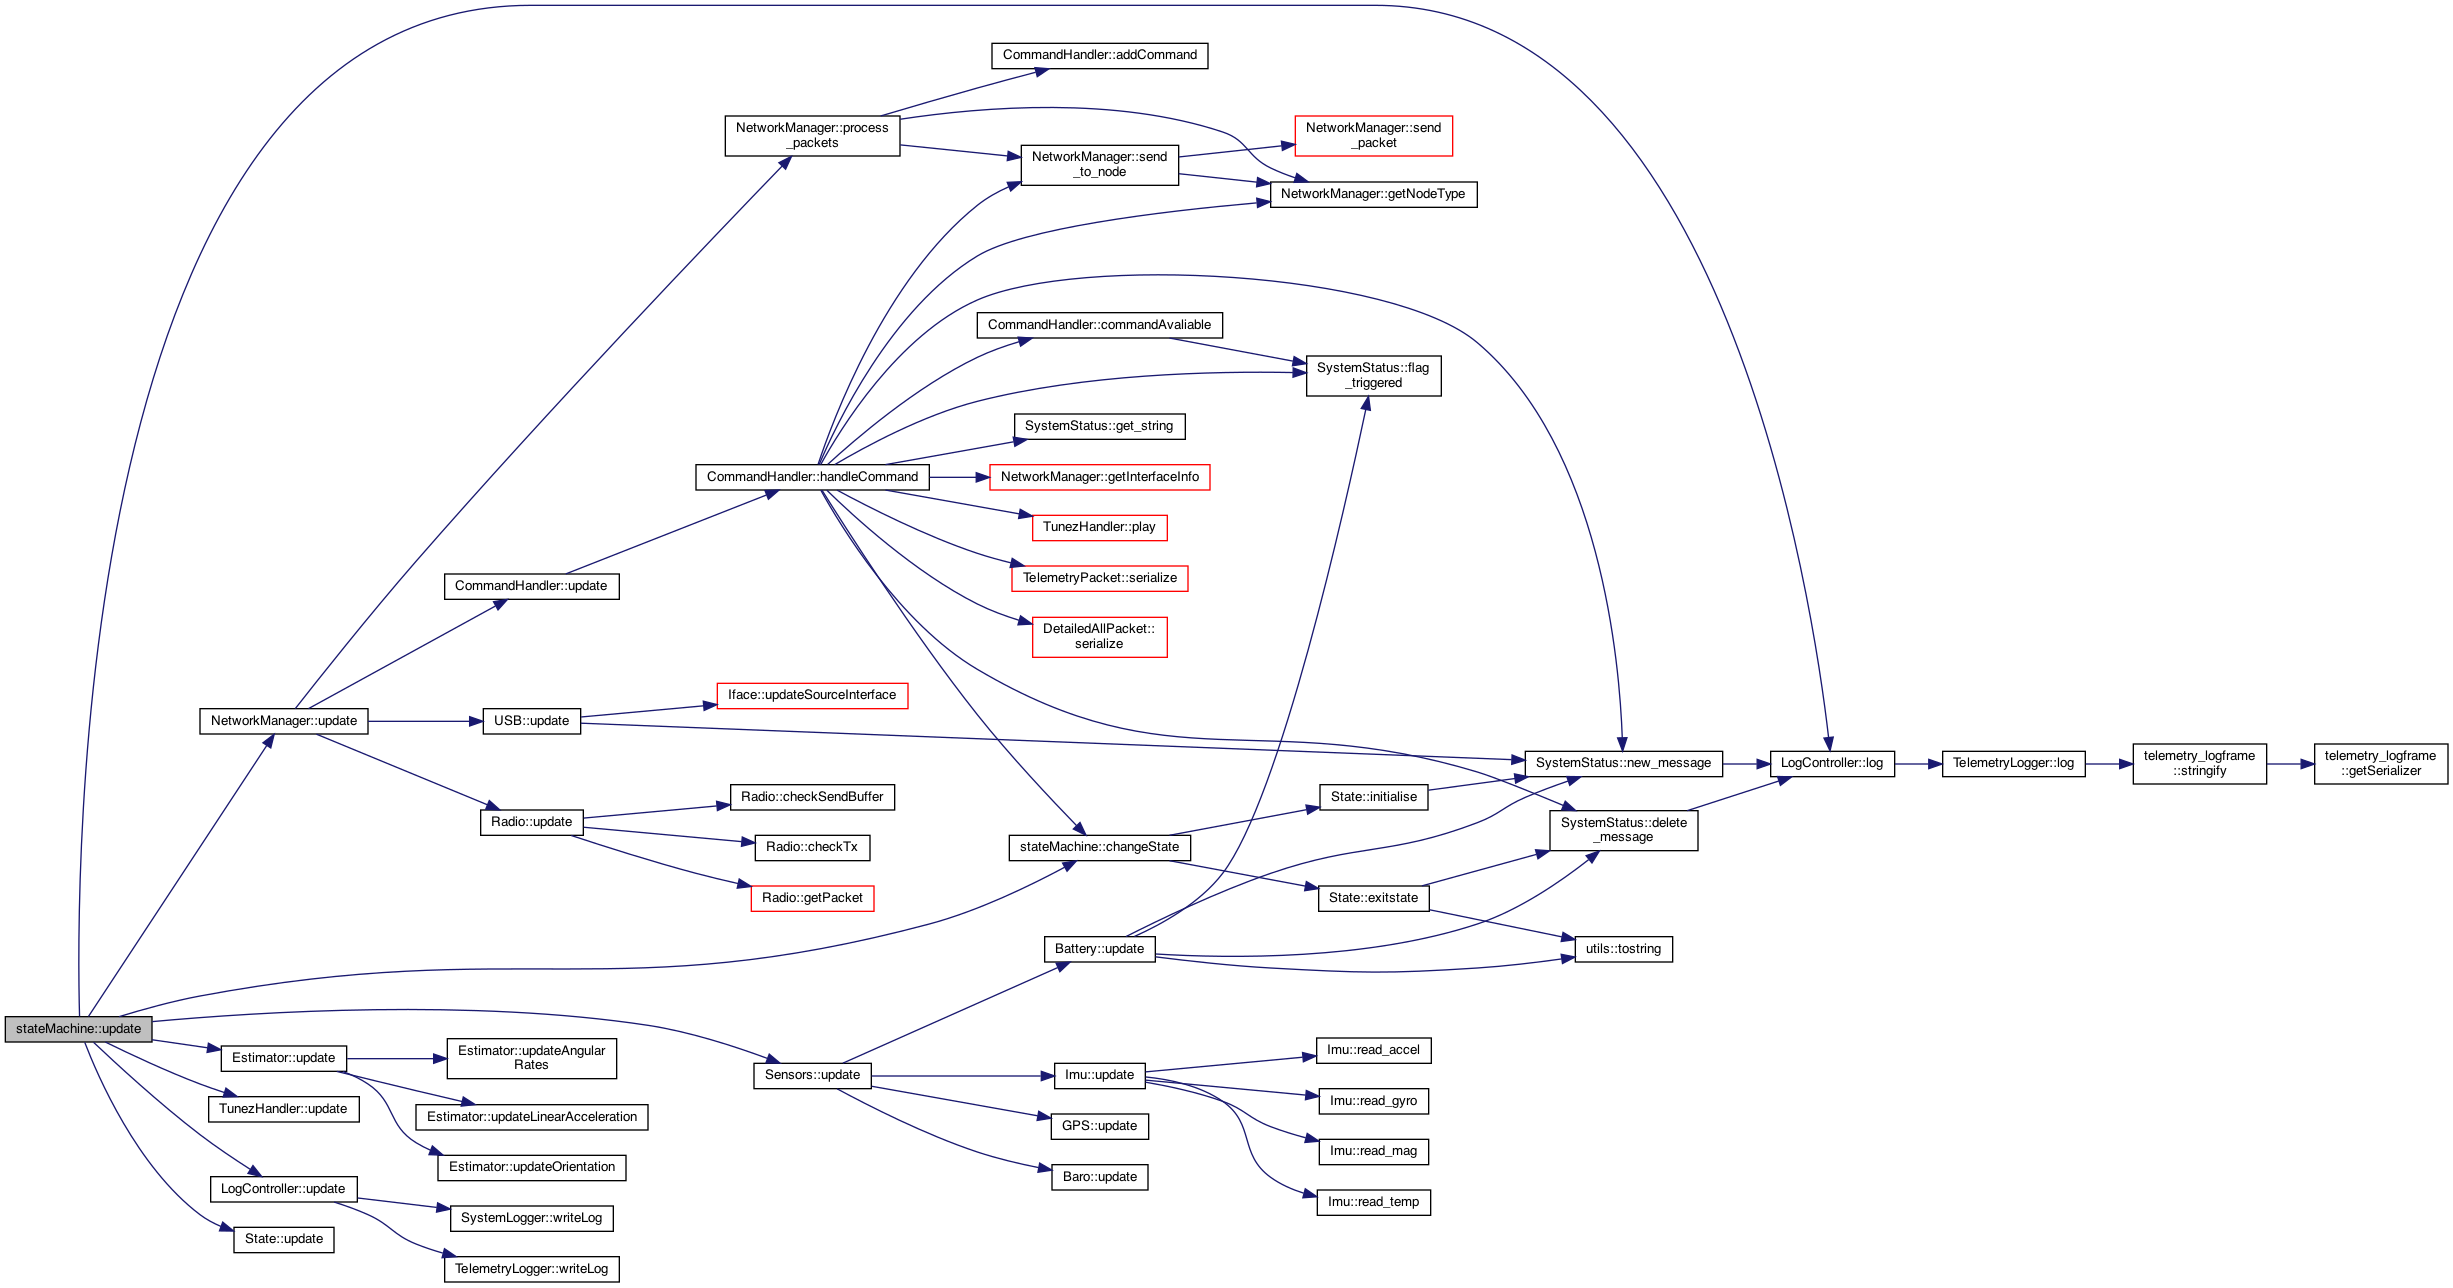 CommandHandler::addCommand
NetworkManager::process
_packets
NetworkManager::send
_packet
NetworkManager::send
_to_node
NetworkManager::getNodeType
CommandHandler::commandAvaliable
SystemStatus::flag
_triggered
SystemStatus::get_string
CommandHandler::handleCommand
NetworkManager::getInterfaceInfo
TunezHandler::play
TelemetryPacket::serialize
CommandHandler::update
DetailedAllPacket::
serialize
Iface::updateSourceInterface
NetworkManager::update
USB::update
SystemStatus::new_message
LogController::log
TelemetryLogger::log
telemetry_logframe
::stringify
telemetry_logframe
::getSerializer
Radio::checkSendBuffer
State::initialise
Radio::update
SystemStatus::delete
_message
Radio::checkTx
stateMachine::changeState
Radio::getPacket
State::exitstate
Battery::update
utils::tostring
stateMachine::update
Estimator::update
Estimator::updateAngular
Rates
Sensors::update
Imu::update
Imu::read_accel
TunezHandler::update
Estimator::updateLinearAcceleration
Imu::read_gyro
GPS::update
Imu::read_mag
Estimator::updateOrientation
Baro::update
LogController::update
Imu::read_temp
SystemLogger::writeLog
State::update
TelemetryLogger::writeLog